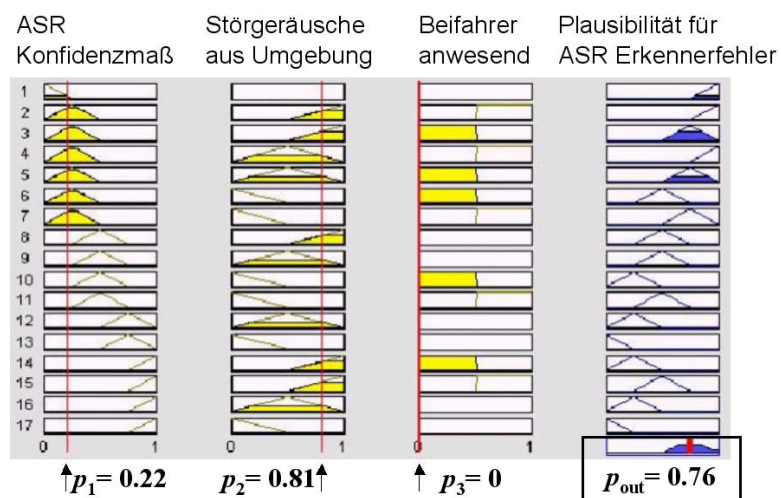 ASR Konfidenzmaß
Störgeräusche aus Umgebung
Beifahrer anwesend
Plausibilität für ASR Erkennerfehler
1
2
3
4
5
6
7
8
9
10
11
12
13
14
15
16
17
0 1 0 1 0 1
p1= 0.22 p2= 0.81 p3= 0 pout= 0.76